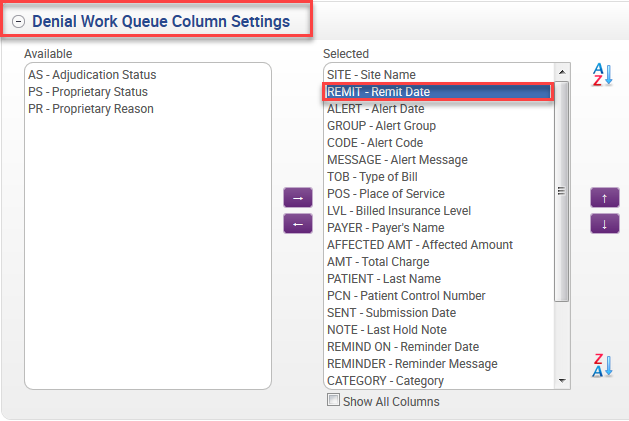 Denial Work Queue Column Settings
Available
AS - Adjudication Status
PS - Proprietary Status
PR - Proprietary Reason
Selected
SITE - Site Name
REMIT - Remit Date
ALERT - Alert Date
GROUP - Alert Group
CODE - Alert Code
MESSAGE - Alert Message
TOB - Type of Bill
POS - Place of Service
LVL - Billed Insurance Level
PAYER - Payer's Name
AFFECTED AMT - Affected Amount
AMT - Total Charge
PATIENT - Last Name
PCN - Patient Control Number
SENT - Submission Date
NOTE - Last Hold Note
REMIND ON - Reminder Date
REMINDER - Reminder Message
CATEGORY - Category
Show All Columns
A
Z
Z
A